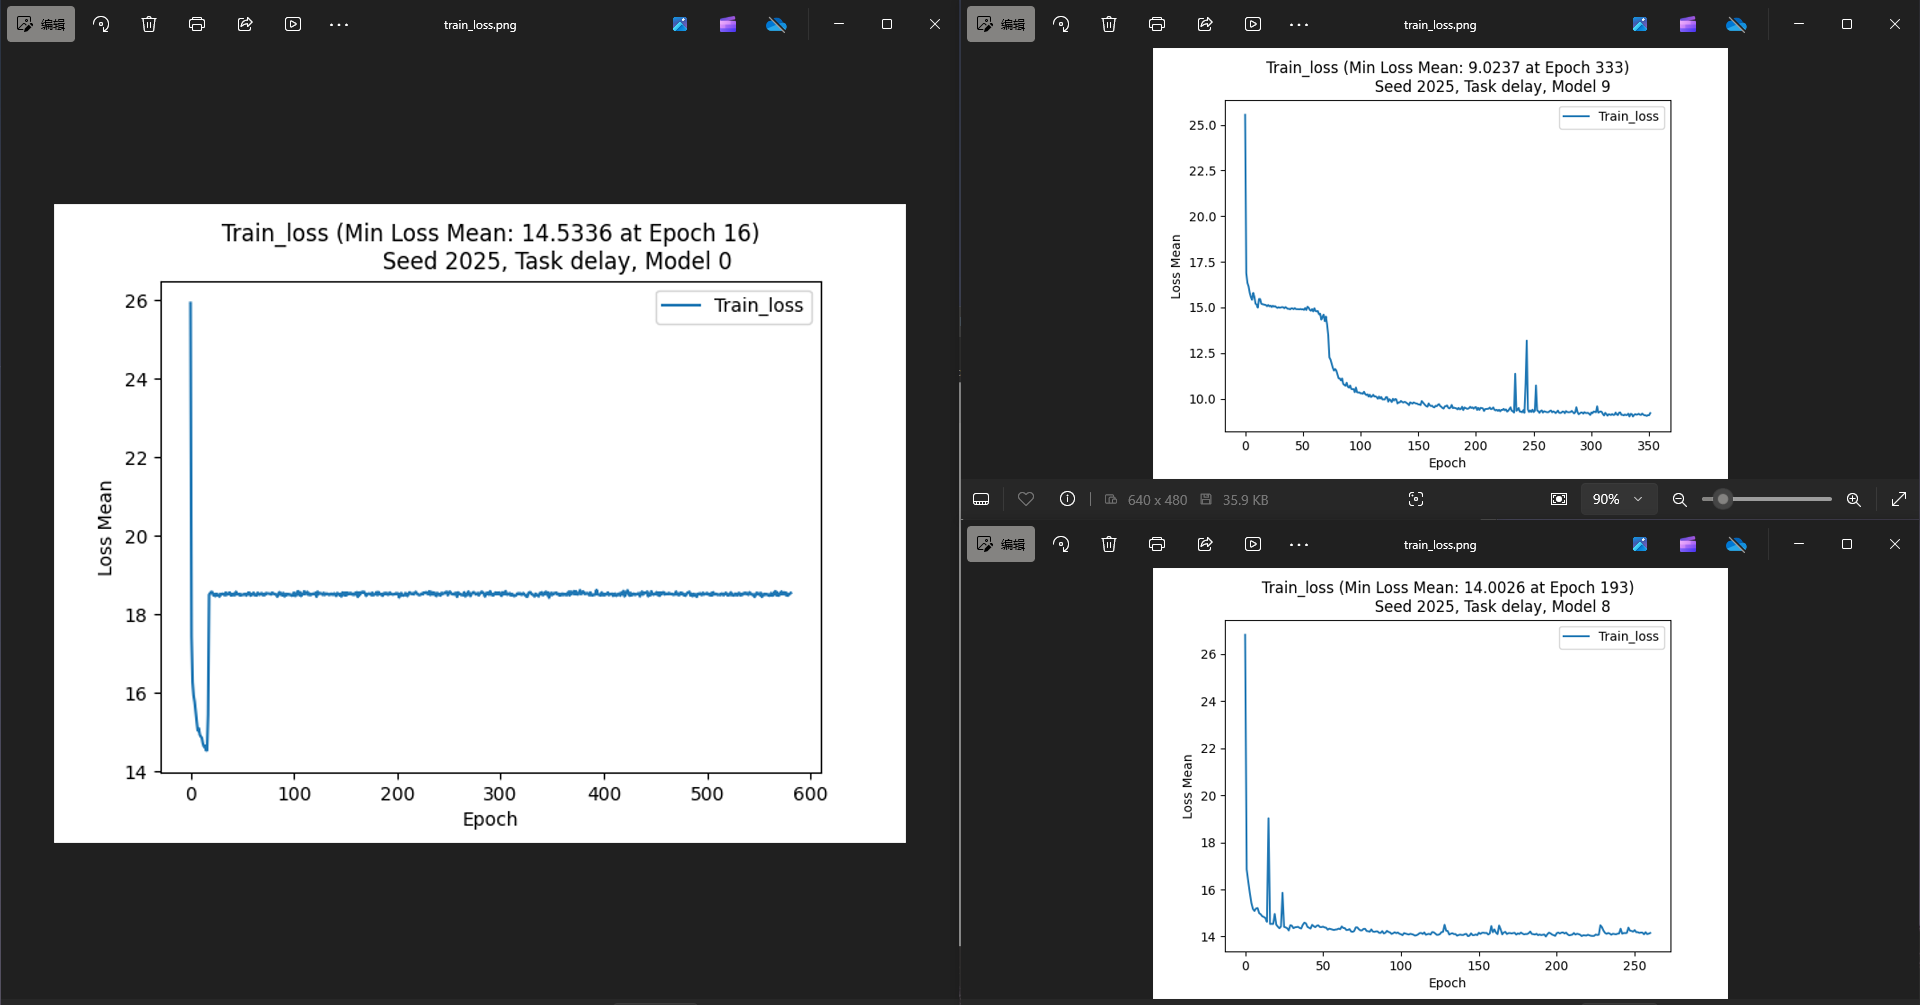 编辑
train_loss.png
Train_loss (Min Loss Mean: 14.5336 at Epoch 16)
Seed 2025, Task delay, Model 0
Train_loss
26
24
22
20
18
16
14
Loss Mean
0 100 200 300 400 500 600
Epoch
编辑
train_loss.png
Train_loss (Min Loss Mean: 9.0237 at Epoch 333)
Seed 2025, Task delay, Model 9
Train_loss
25.0
22.5
20.0
17.5
15.0
12.5
10.0
Loss Mean
0 50 100 150 200 250 300 350
Epoch
640 x 480 35.9 KB 90%
编辑
train_loss.png
Train_loss (Min Loss Mean: 14.0026 at Epoch 193)
Seed 2025, Task delay, Model 8
Train_loss
26
24
22
20
18
16
14
Loss Mean
0 50 100 150 200 250
Epoch